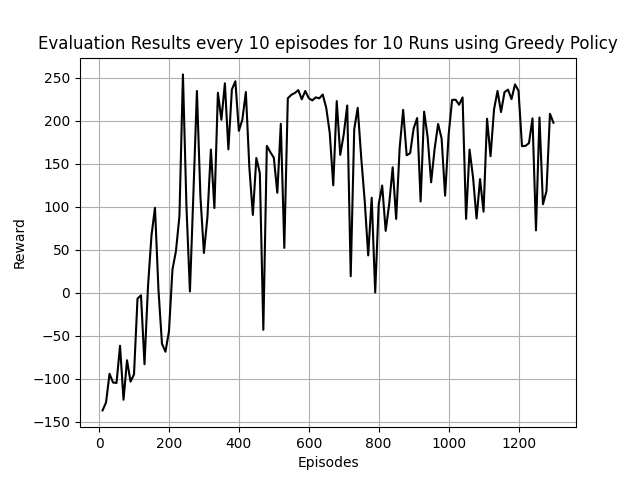 Evaluation Results every 10 episodes for 10 Runs using Greedy Policy
250
200
150
100
50
0
−50
−100
−150
Reward
0 200 400 600 800 1000 1200
Episodes